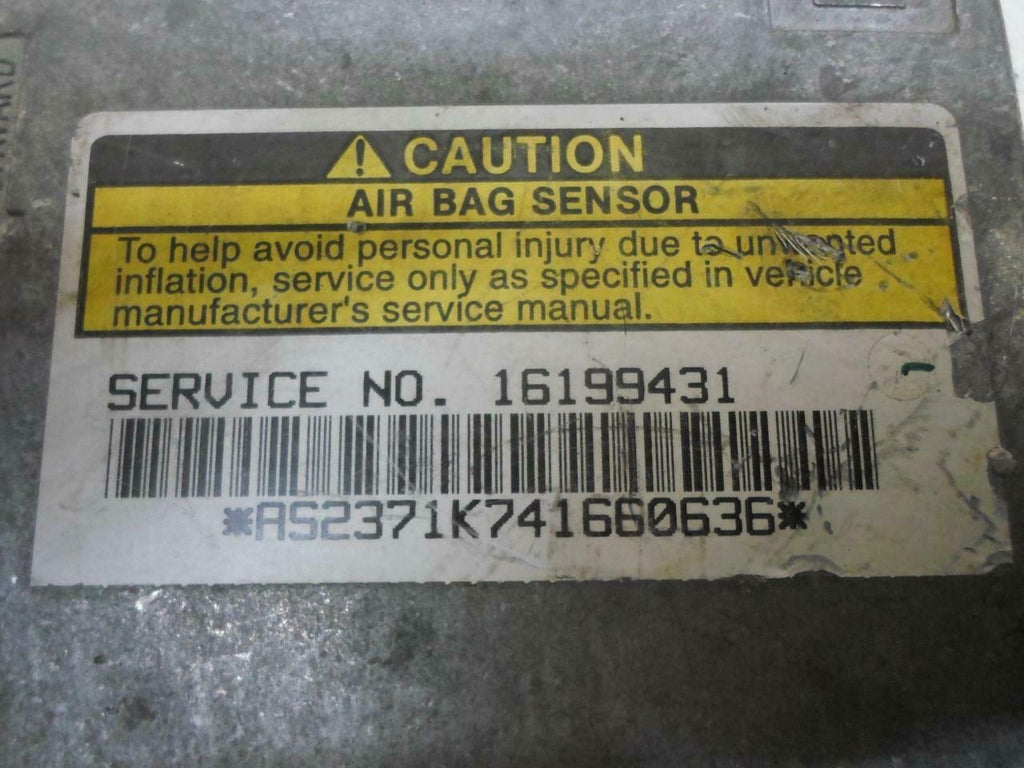 CAUTION
AIR BAG SENSOR
To help avoid personal injury due to unwanted
inflation, service only as specified in vehicle
manufacturer's service manual.
SERVICE NO. 16199431
*AS2371K741660636*